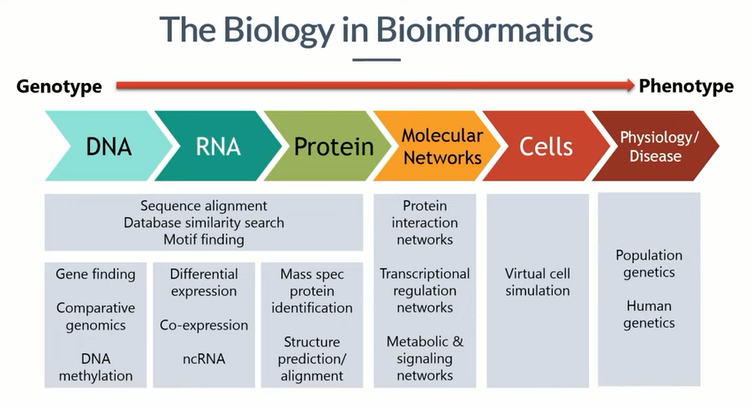 The Biology in Bioinformatics
Genotype
Phenotype
DNA
RNA
Protein
Molecular
Networks
Cells
Physiology/
Disease
Sequence alignment
Database similarity search
Motif finding
Gene finding
Comparative
genomics
DNA
methylation
Differential
expression
Co-expression
ncRNA
Mass spec
protein
identification
Structure
prediction/
alignment
Protein
interaction
networks
Transcriptional
regulation
networks
Metabolic &
signaling
networks
Virtual cell
simulation
Population
genetics
Human
genetics